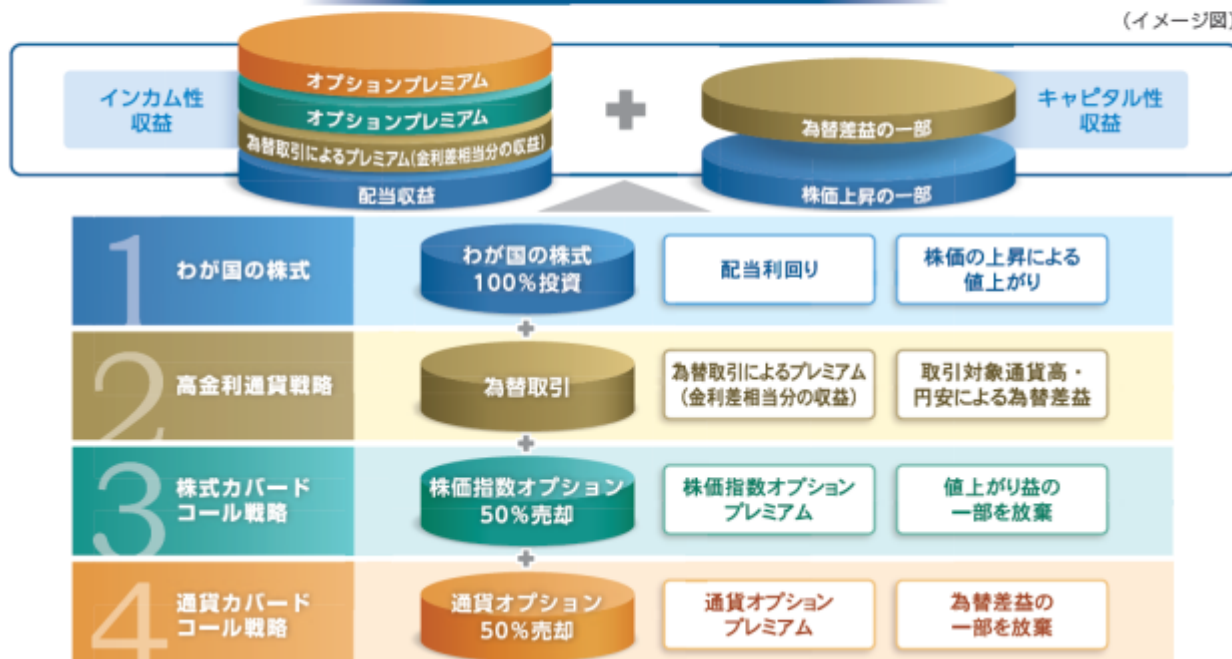 （イメージ図）
インカム性
収益
オプションプレミアム
オプションプレミアム
為替取引によるプレミアム(金利差相当分の収益)
配当収益
+
為替差益の一部
株価上昇の一部
キャピタル性
収益
1
わが国の株式
わが国の株式
100%投資
配当利回り
株価の上昇による
値上がり
+
2
高金利通貨戦略
為替取引
為替取引によるプレミアム
(金利差相当分の収益)
取引対象通貨高・
円安による為替差益
+
3
株式カバード
コール戦略
株価指数オプション
50%売却
株価指数オプション
プレミアム
値上がり益の
一部を放棄
+
4
通貨カバード
コール戦略
通貨オプション
50%売却
通貨オプション
プレミアム
為替差益の
一部を放棄